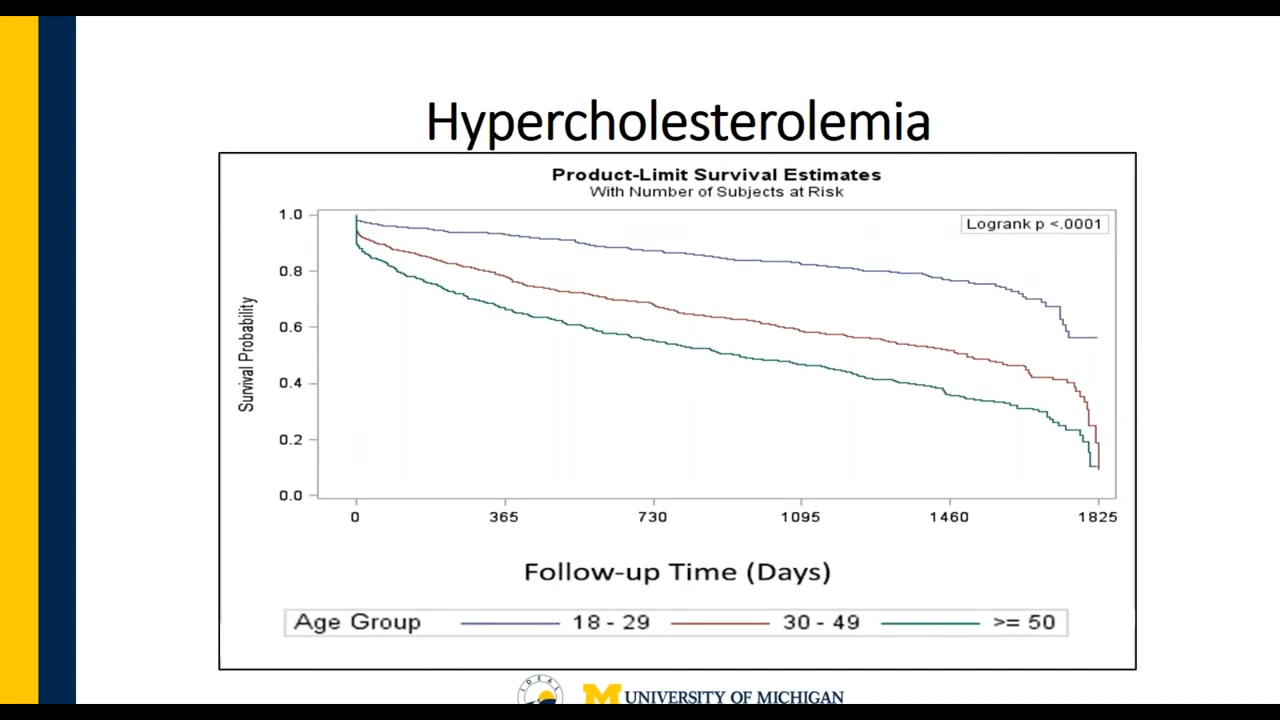 Hypercholesterolemia
Product-Limit Survival Estimates
With Number of Subjects at Risk
Logrank p <.0001
Survival Probability
1.0
0.8
0.6
0.4
0.2
0.0
0 365 730 1095 1460 1825
Follow-up Time (Days)
Age Group 18 - 29 30 - 49 >= 50
IDEAL
M UNIVERSITY OF MICHIGAN